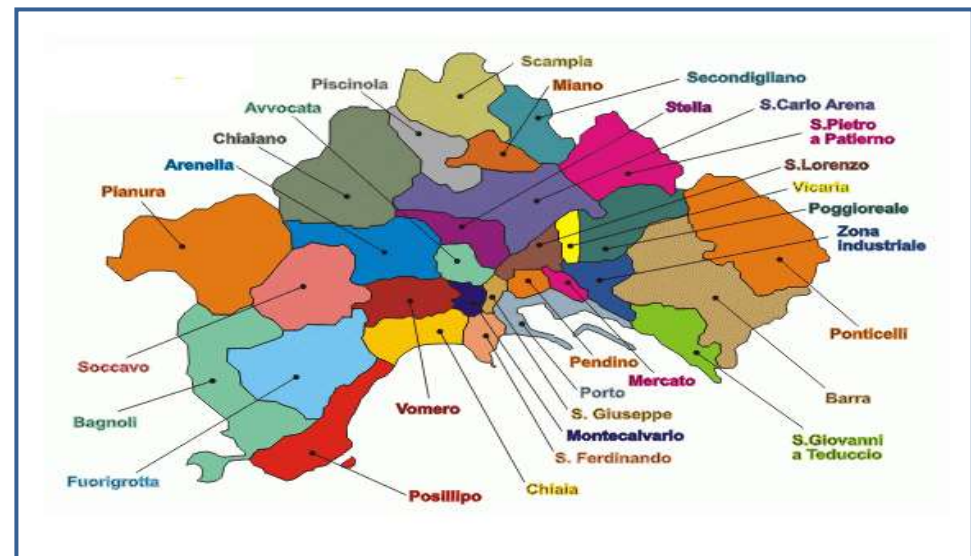 Scampia
Piscinola
Miano
Secondigliano
Avvocata
Stella
S.Carlo Arena
Chiaiano
S.Pietro
a Patierno
Arenella
S.Lorenzo
Pianura
Vicaria
Poggioreale
Zona
industriale
Ponticelli
Soccavo
Pendino
Mercato
Bagnoli
Vomero
Porto
Barra
S. Giuseppe
Montecalvario
S.Giovanni
a Teduccio
S. Ferdinando
Fuorigrotta
Posillipo
Chiaia